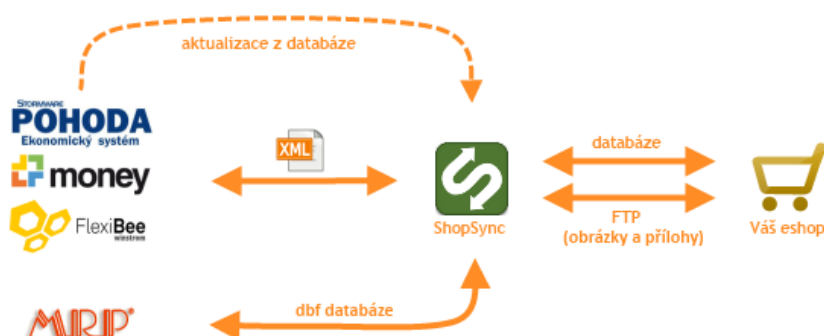 aktualizace z databáze
STORMWARE
POHODA
Ekonomický systém
XML
money
databáze
FlexiBee
winstrom
ShopSync
FTP
(obrázky a přílohy)
Váš eshop
dbf databáze
MRP